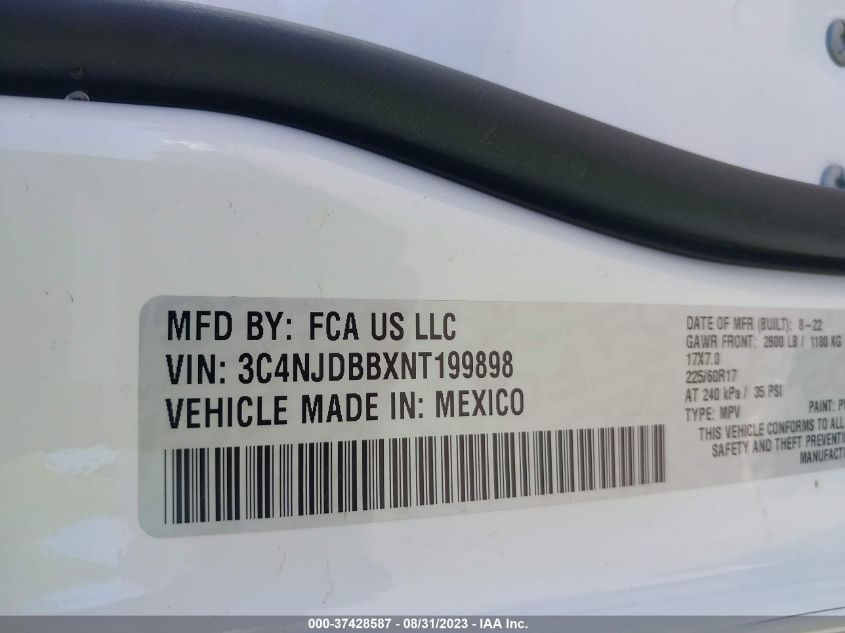 MFD BY: FCA US LLC
VIN: 3C4NJDBBXNT199898
VEHICLE MADE IN: MEXICO
DATE OF MFR (BUILT): 8-22
GAWR FRONT: 2600 LB / 1180 KG
17X7.0
225/60R17
AT 240 kPa / 35 PSI
TYPE: MPV PAINT:
THIS VEHICLE CONFORMS TO ALL
SAFETY AND THEFT
000-37428587 - 08/31/2023 - IAA Inc.